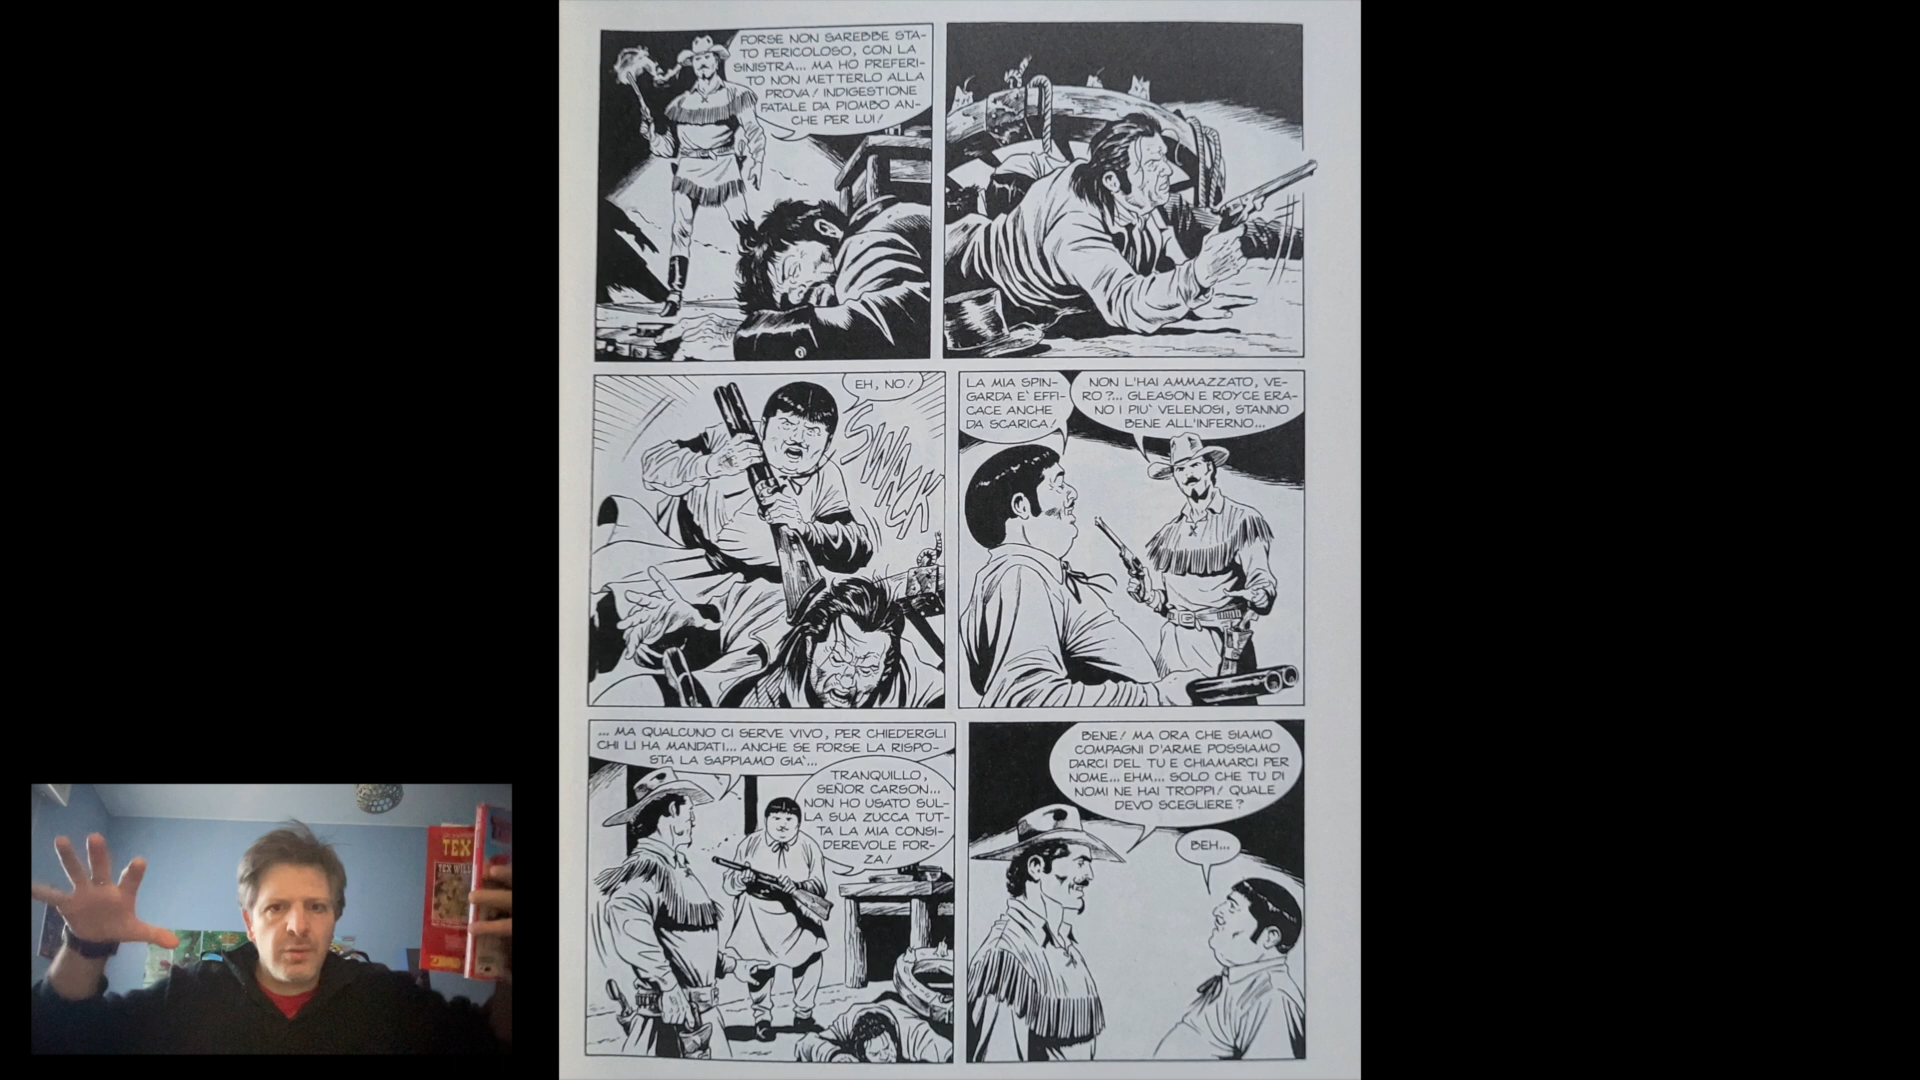 FORSE NON SAREBBE STA-
TO PERICOLOSO, CON LA
SINISTRA... MA HO PREFERI-
TO NON METTERLO ALLA
PROVA! INDIGESTIONE
FATALE DA PIOMBO AN-
CHE PER LUI!
EH, NO!
SWACK
LA MIA SPIN-
GARDA E' EFFI-
CACE ANCHE
DA SCARICA!
NON L'HAI AMMAZZATO, VE-
RO?... GLEASON E ROYCE ERA-
NO I PIU' VELENOSI, STANNO
BENE ALL'INFERNO...
... MA QUALCUNO CI SERVE VIVO, PER CHIEDERGLI
CHI LI HA MANDATI... ANCHE SE FORSE LA RISPO-
STA LA SAPPIAMO GIA'...
TRANQUILLO,
SEÑOR CARSON...
NON HO USATO SUL-
LA SUA ZUCCA TUT-
TA LA MIA CONSI-
DEREVOLE FOR-
ZA!
BENE! MA ORA CHE SIAMO
COMPAGNI D'ARME POSSIAMO
DARCI DEL TU E CHIAMARCI PER
NOME... EHM... SOLO CHE TU DI
NOMI NE HAI TROPPI! QUALE
DEVO SCEGLIERE?
BEH...
TEX
TEX WILL